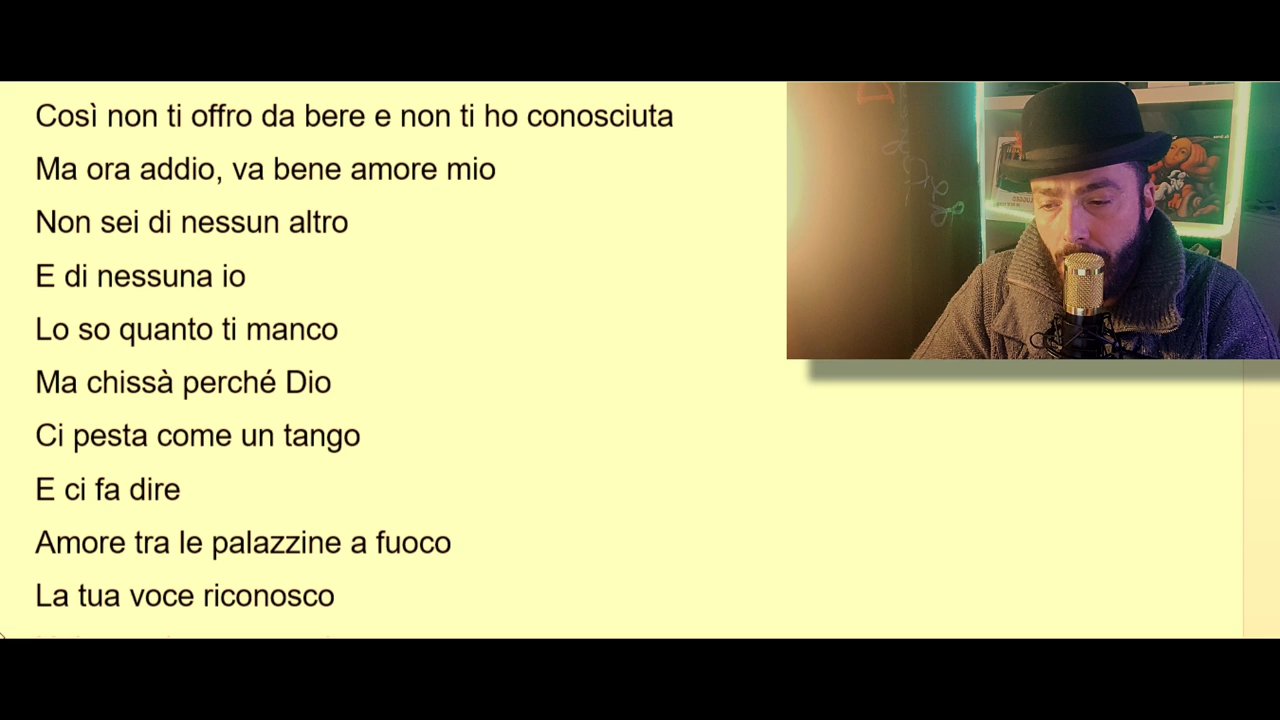 Così non ti offro da bere e non ti ho conosciuta
Ma ora addio, va bene amore mio
Non sei di nessun altro
E di nessuna io
Lo so quanto ti manco
Ma chissà perché Dio
Ci pesta come un tango
E ci fa dire
Amore tra le palazzine a fuoco
La tua voce riconosco